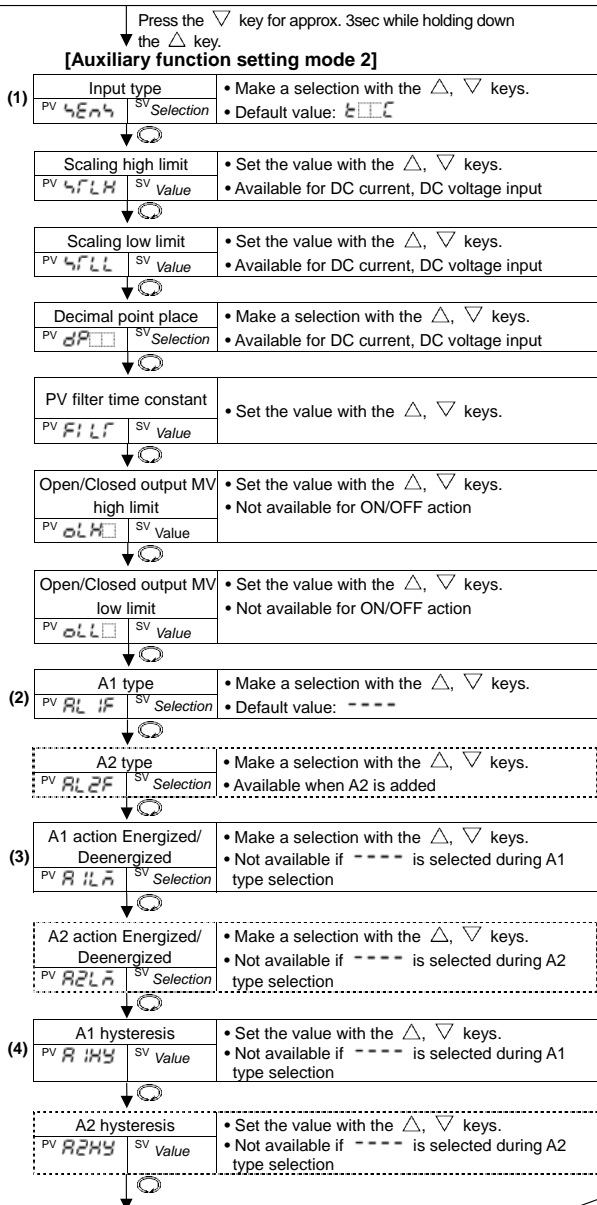 Press the ▽ key for approx. 3sec while holding down
the △ key.
[Auxiliary function setting mode 2]
(1)
Input type
PV SEnS SV Selection
• Make a selection with the △, ▽ keys.
• Default value: E□□C
Scaling high limit
PV SFLH SV Value
• Set the value with the △, ▽ keys.
• Available for DC current, DC voltage input
Scaling low limit
PV SFLL SV Value
• Set the value with the △, ▽ keys.
• Available for DC current, DC voltage input
Decimal point place
PV dP□□ SV Selection
• Make a selection with the △, ▽ keys.
• Available for DC current, DC voltage input
PV filter time constant
PV FILF SV Value
• Set the value with the △, ▽ keys.
Open/Closed output MV
high limit
PV oLH□ SV Value
• Set the value with the △, ▽ keys.
• Not available for ON/OFF action
Open/Closed output MV
low limit
PV oLL□ SV Value
• Set the value with the △, ▽ keys.
• Not available for ON/OFF action
(2)
A1 type
PV AL1F SV Selection
• Make a selection with the △, ▽ keys.
• Default value: ----
A2 type
PV AL2F SV Selection
• Make a selection with the △, ▽ keys.
• Available when A2 is added
(3)
A1 action Energized/
Deenergized
PV A1Lm SV Selection
• Make a selection with the △, ▽ keys.
• Not available if ---- is selected during A1
type selection
A2 action Energized/
Deenergized
PV A2Lm SV Selection
• Make a selection with the △, ▽ keys.
• Not available if ---- is selected during A2
type selection
(4)
A1 hysteresis
PV A1HY SV Value
• Set the value with the △, ▽ keys.
• Not available if ---- is selected during A1
type selection
A2 hysteresis
PV A2HY SV Value
• Set the value with the △, ▽ keys.
• Not available if ---- is selected during A2
type selection